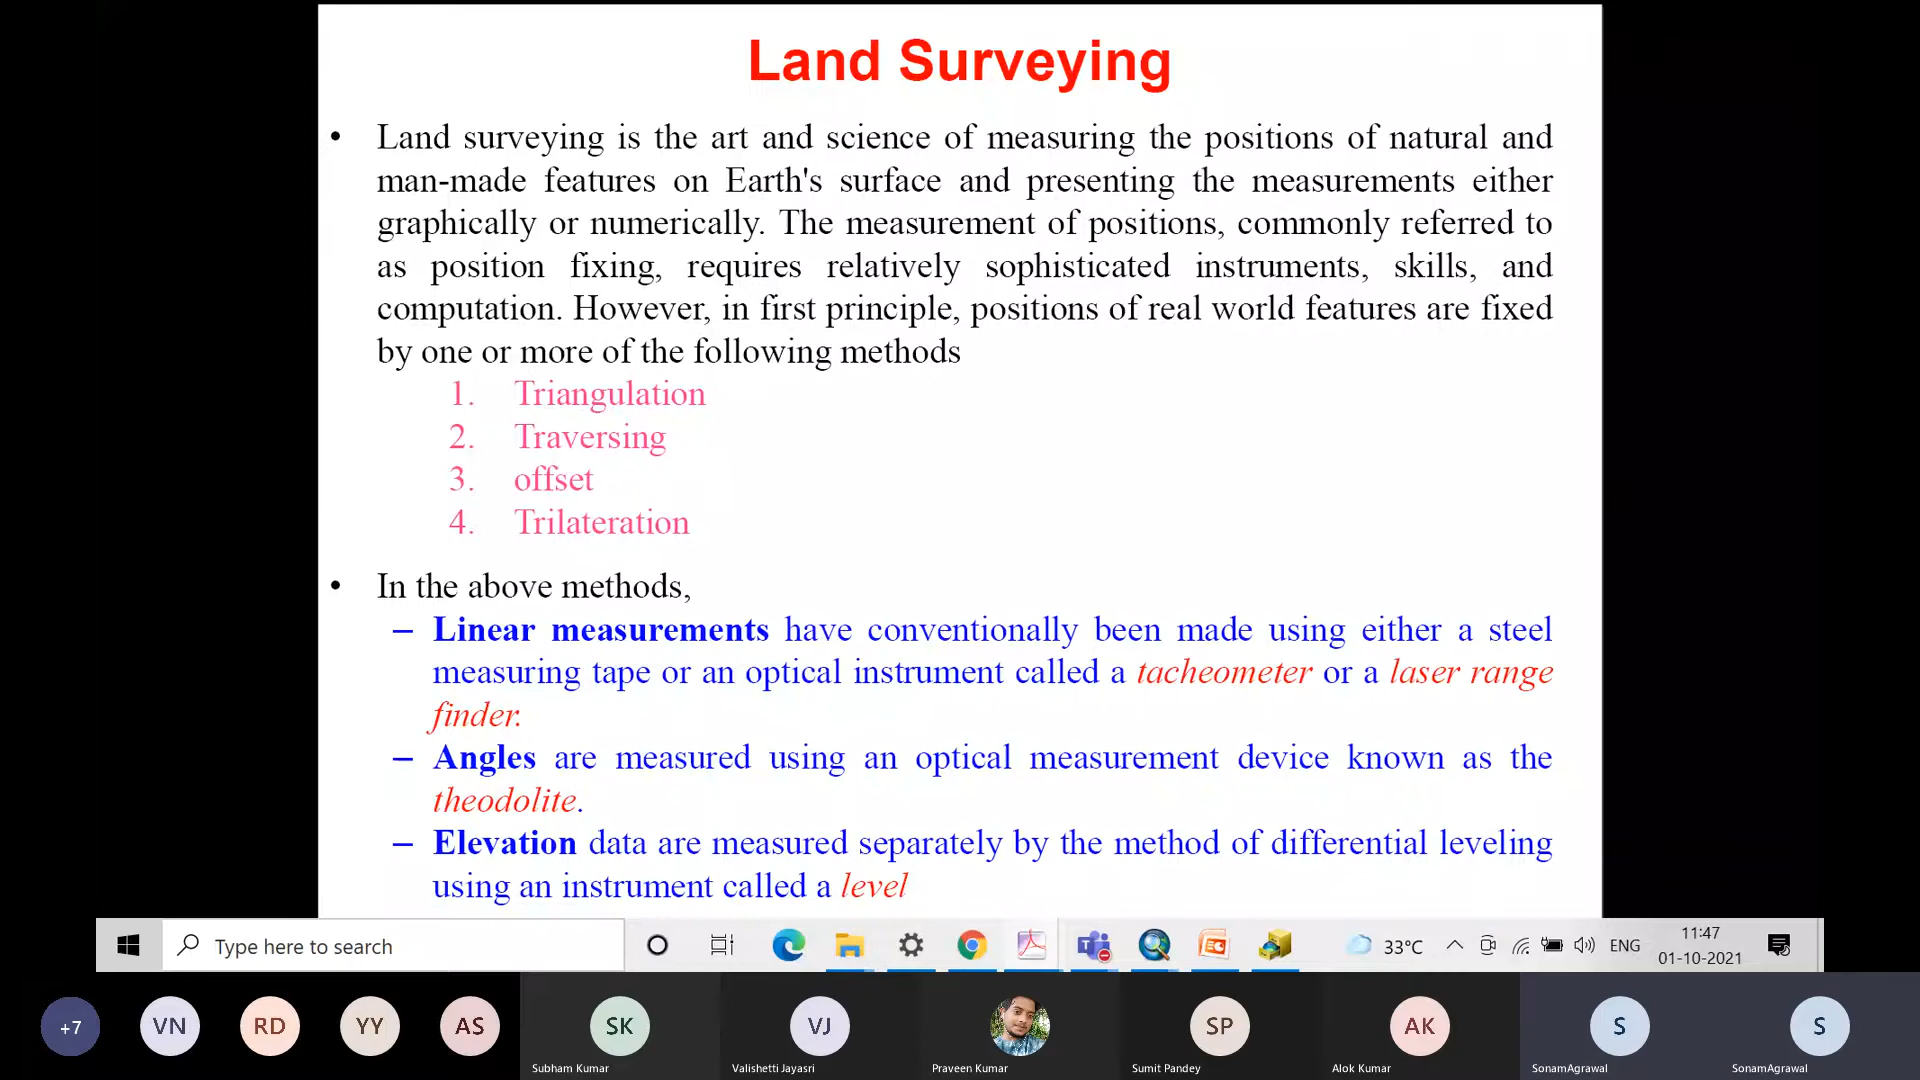 Land Surveying
• Land surveying is the art and science of measuring the positions of natural and
man-made features on Earth's surface and presenting the measurements either
graphically or numerically. The measurement of positions, commonly referred to
as position fixing, requires relatively sophisticated instruments, skills, and
computation. However, in first principle, positions of real world features are fixed
by one or more of the following methods
1. Triangulation
2. Traversing
3. offset
4. Trilateration
• In the above methods,
– Linear measurements have conventionally been made using either a steel
measuring tape or an optical instrument called a tacheometer or a laser range
finder.
– Angles are measured using an optical measurement device known as the
theodolite.
– Elevation data are measured separately by the method of differential leveling
using an instrument called a level
Type here to search
33°C
ENG
11:47
01-10-2021
+7
VN
RD
YY
AS
SK
VJ
SP
AK
S
S
Subham Kumar
Valishetti Jayasri
Praveen Kumar
Sumit Pandey
Alok Kumar
SonamAgrawal
SonamAgrawal